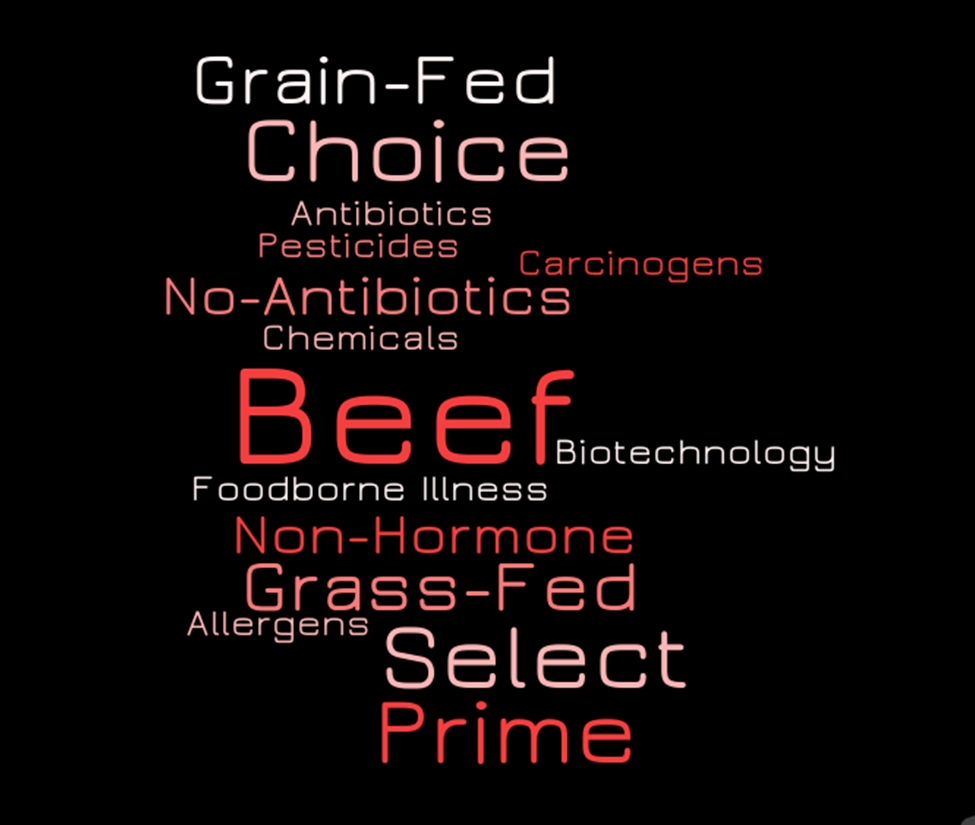 Grain-Fed
Choice
Antibiotics
Pesticides
Carcinogens
No-Antibiotics
Chemicals
Beef
Biotechnology
Foodborne Illness
Non-Hormone
Grass-Fed
Allergens
Select
Prime